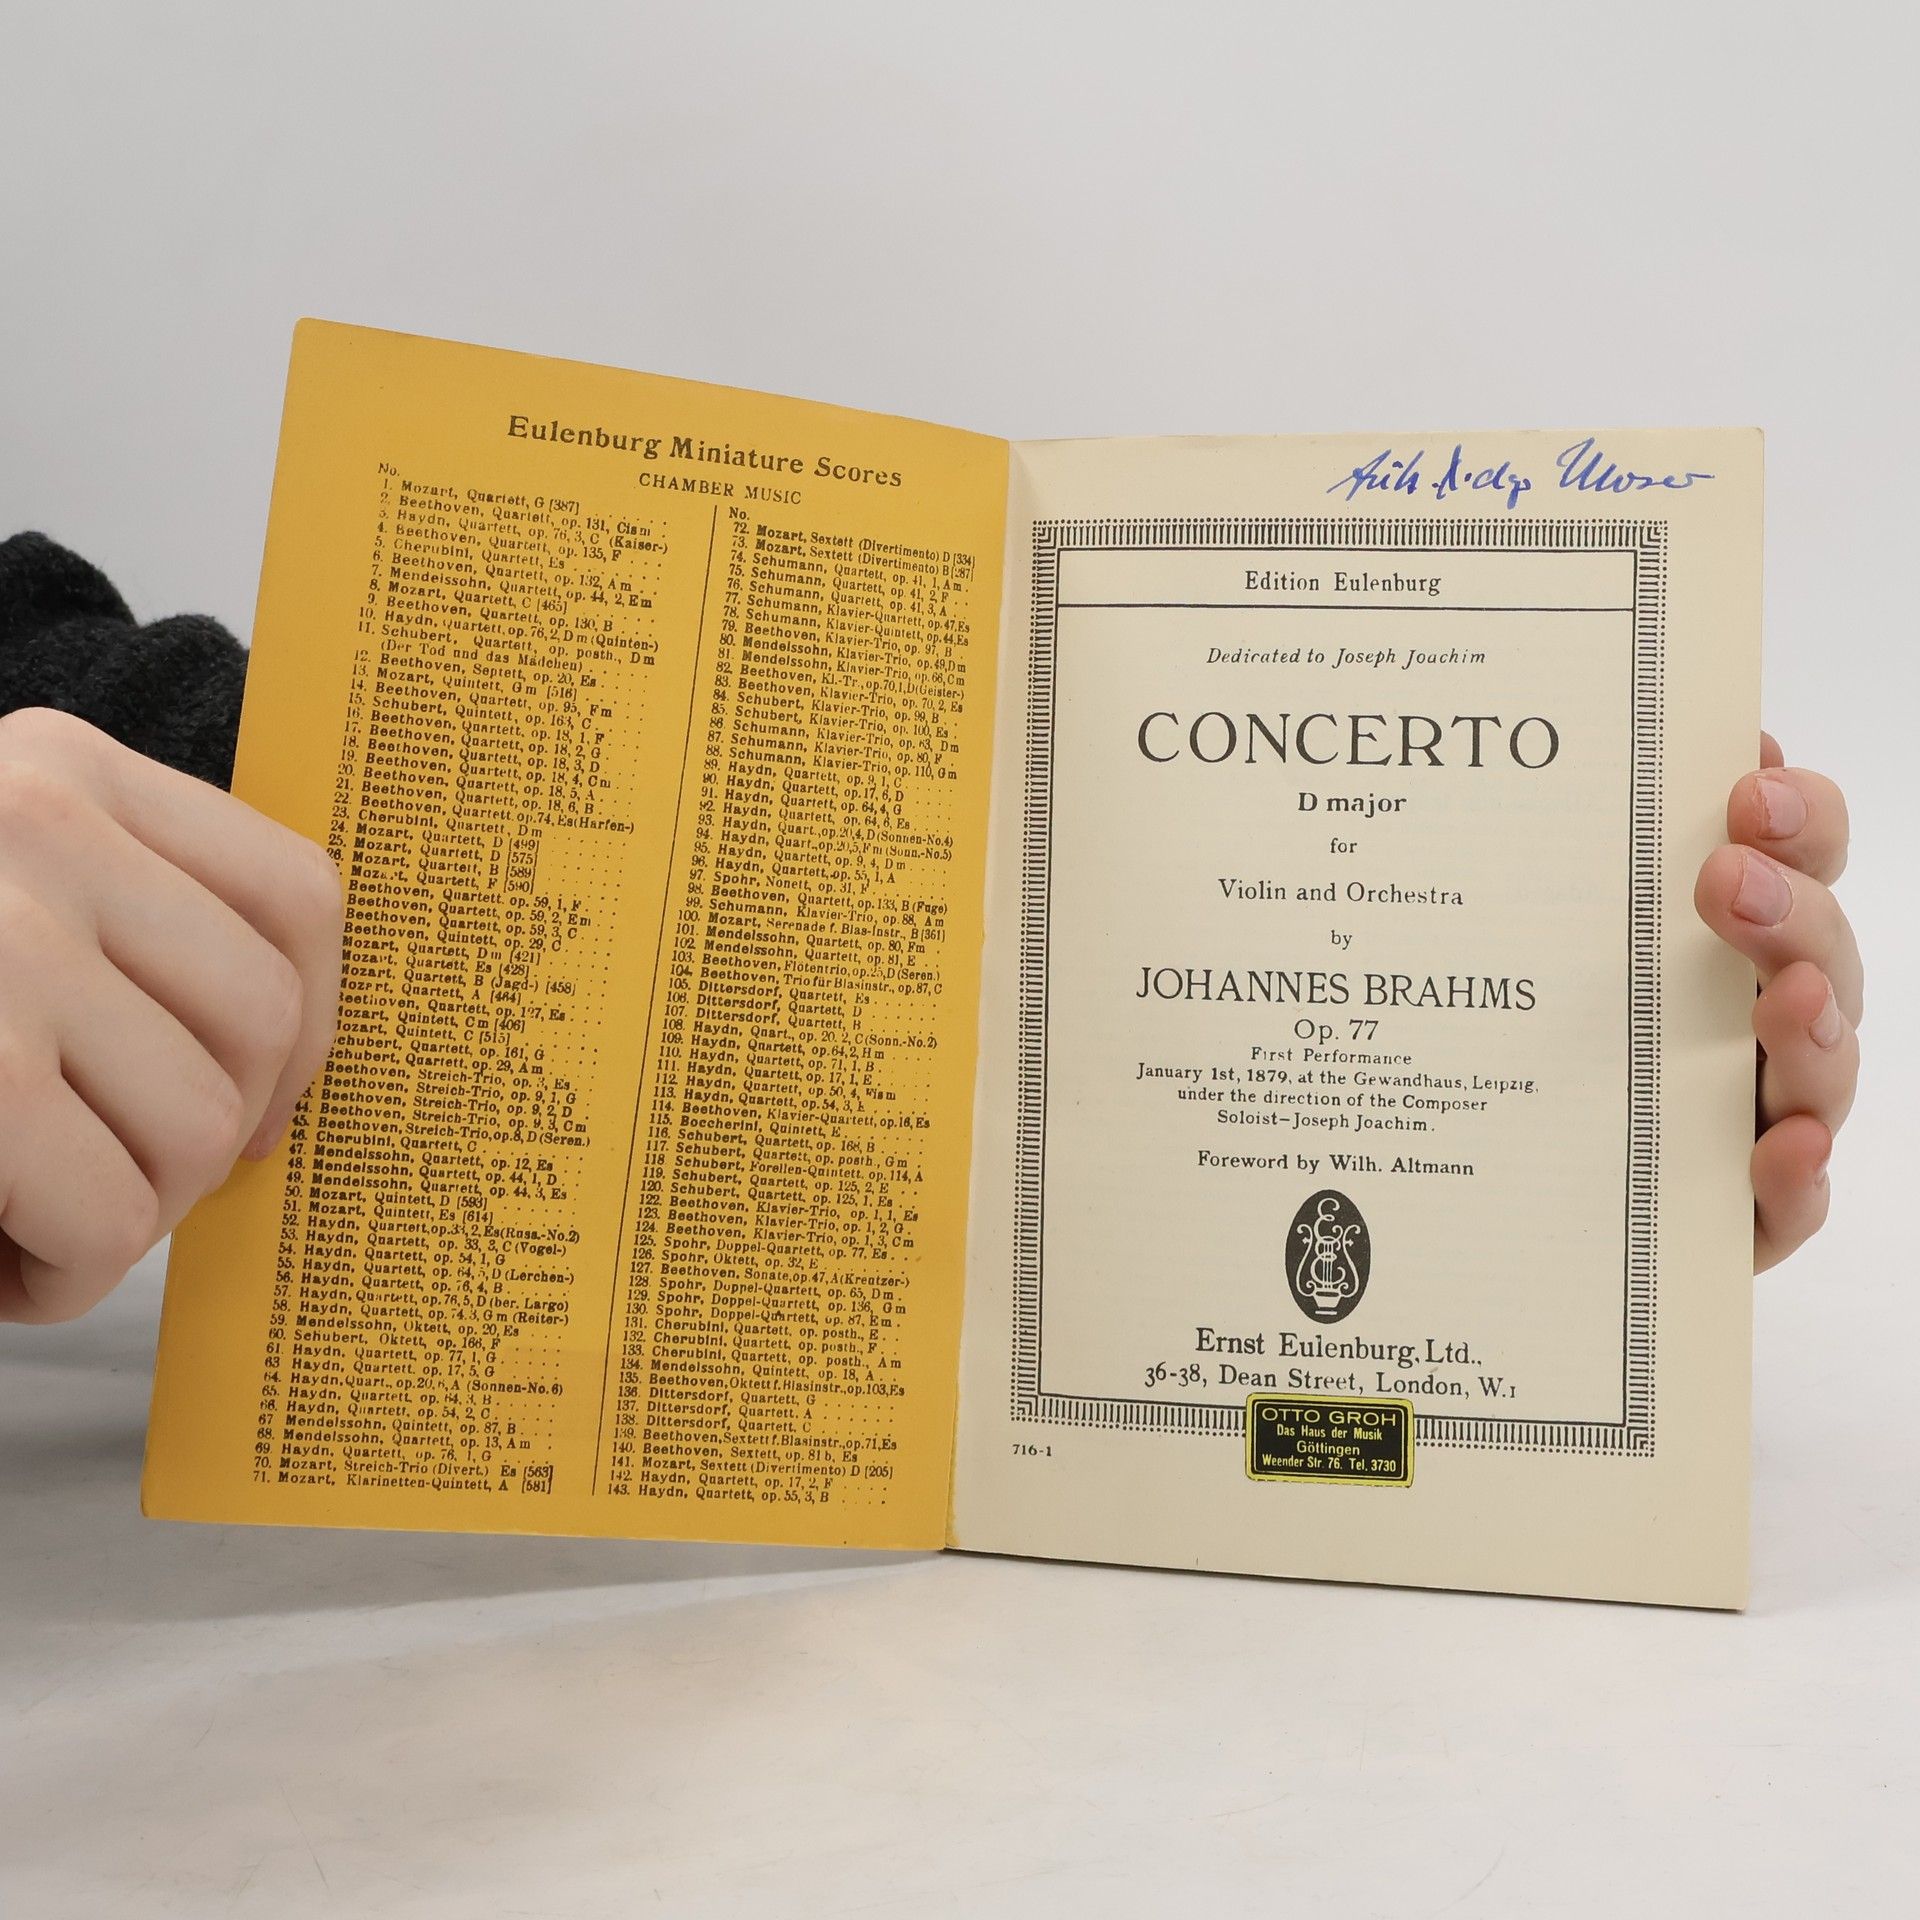 Eulenburg Miniature Scores
CHAMBER MUSIC
No.
1. Mozart, Quartett, G [387]
2. Beethoven, Quartett, op. 131, Cism
3. Haydn, Quartett, op. 76, 3, C (Kaiser-)
4. Beethoven, Quartett, op. 135, F
5. Cherubini, Quartett, Es
6. Beethoven, Quartett, op. 132, Am
7. Mendelssohn, Quartett, op. 44, 2, Em
8. Mozart, Quartett, C [465]
9. Beethoven, Quartett, op. 130, B
10. Haydn, Quartett, op. 76, 2, Dm (Quinten-)
11. Schubert, Quartett, op. posth., Dm
(Der Tod und das Mädchen)
12. Beethoven, Septett, op. 20, Es
13. Mozart, Quintett, Gm [516]
14. Beethoven, Quartett, op. 95, Fm
15. Schubert, Quintett, op. 163, C
16. Beethoven, Quartett, op. 18, 1, F
17. Beethoven, Quartett, op. 18, 2, G
18. Beethoven, Quartett, op. 18, 3, D
19. Beethoven, Quartett, op. 18, 4, Cm
20. Beethoven, Quartett, op. 18, 5, A
21. Beethoven, Quartett, op. 18, 6, B
22. Beethoven, Quartett, op. 74, Es (Harfen-)
23. Cherubini, Quartett, Dm
24. Mozart, Quartett, D [499]
25. Mozart, Quartett, D [575]
26. Mozart, Quartett, B [589]
Mozart, Quartett, F [590]
Beethoven, Quartett, op. 59, 1, F
Beethoven, Quartett, op. 59, 2, Em
Beethoven, Quartett, op. 59, 3, C
Beethoven, Quintett, op. 29, C
Mozart, Quartett, Dm [421]
Mozart, Quartett, Es [428]
Mozart, Quartett, B (Jagd-) [458]
Mozart, Quartett, A [464]
Beethoven, Quartett, op. 127, Es
Mozart, Quintett, Cm [406]
Mozart, Quintett, C [515]
Schubert, Quartett, op. 161, G
Schubert, Quartett, op. 29, Am
Beethoven, Streich-Trio, op. 3, Es
Beethoven, Streich-Trio, op. 9, 1, G
Beethoven, Streich-Trio, op. 9, 2, D
44. Beethoven, Streich-Trio, op. 9, 3, Cm
45. Beethoven, Streich-Trio, op. 8, D (Seren.)
46. Cherubini, Quartett, C
47. Mendelssohn, Quartett, op. 12, Es
48. Mendelssohn, Quartett, op. 44, 1, D
49. Mendelssohn, Quartett, op. 44, 3, Es
50. Mozart, Quintett, D [593]
51. Mozart, Quintett, Es [614]
52. Haydn, Quartett, op. 33, 2, Es (Russ.-No.2)
53. Haydn, Quartett, op. 33, 3, C (Vogel-)
54. Haydn, Quartett, op. 54, 1, G
55. Haydn, Quartett, op. 64, 5, D (Lerchen-)
56. Haydn, Quartett, op. 76, 4, B
57. Haydn, Quartett, op. 76, 5, D (ber. Largo)
58. Haydn, Quartett, op. 74, 3, Gm (Reiter-)
59. Mendelssohn, Oktett, op. 20, Es
60. Schubert, Oktett, op. 166, F
61. Haydn, Quartett, op. 77, 1, G
63 Haydn, Quartett. op. 17, 5, G
64. Haydn, Quart., op. 20, 6, A (Sonnen-No. 6)
65. Haydn, Quartett, op. 64, 3, B
66. Haydn, Quartett, op. 54, 2, C
67 Mendelssohn, Quintett, op. 87, B
68. Mendelssohn, Quartett, op. 13, Am
69. Haydn, Quartett, op. 76, 1, G
70. Mozart, Streich-Trio (Divert.) Es [563]
71. Mozart, Klarinetten-Quintett, A [581]
No.
72. Mozart, Sextett (Divertimento) D [334]
73. Mozart, Sextett (Divertimento) B [287]
74. Schumann, Quartett, op. 41, 1, Am
75. Schumann, Quartett, op. 41, 2, F
76. Schumann, Quartett, op. 41, 3, A
77. Schumann, Klavier-Quartett, op. 47, Es
78. Schumann, Klavier-Quintett, op. 44, Es
79. Beethoven, Klavier-Trio, op. 97, B
80. Mendelssohn, Klavier-Trio, op. 49, Dm
81. Mendelssohn, Klavier-Trio, op. 66, Cm
82. Beethoven, Kl.-Tr., op. 70, 1, D (Geister-)
83. Beethoven, Klavier-Trio, op. 70, 2, Es
84. Schubert, Klavier-Trio, op. 99, B
85. Schubert, Klavier-Trio, op. 100, Es
86. Schumann, Klavier-Trio, op. 63, Dm
87. Schumann, Klavier-Trio, op. 80, F
88. Schumann, Klavier-Trio, op. 110, Gm
89. Haydn, Quartett, op. 9, 1, C
90. Haydn, Quartett, op. 17, 6, D
91. Haydn, Quartett, op. 64, 4, G
92. Haydn, Quartett, op. 64, 6, Es
93. Haydn, Quart., op. 20, 4, D (Sonnen-No. 4)
94. Haydn, Quart., op. 20, 5, Fm (Sonn.-No. 5)
95. Haydn, Quartett, op. 9, 4, Dm
96. Haydn, Quartett, op. 55, 1, A
97. Spohr, Nonett, op. 31, F
98. Beethoven, Quartett, op. 133, B (Fuge)
99. Schumann, Klavier-Trio, op. 88, Am
100. Mozart, Serenade f. Blas-Instr., B [361]
101. Mendelssohn, Quartett, op. 80, Fm
102. Mendelssohn, Quartett, op. 81, E
103. Beethoven, Flötentrio, op. 25, D (Seren.)
104. Beethoven, Trio für Blasinstr., op. 87, C
105. Dittersdorf, Quartett, Es
106. Dittersdorf, Quartett, D
107. Dittersdorf, Quartett, B
108. Haydn, Quart., op. 20. 2, C (Sonn.-No.2)
109. Haydn, Quartett, op. 64, 2, Hm
110. Haydn, Quartett, op. 71, 1, B
111. Haydn, Quartett, op. 17, 1, E
112. Haydn, Quartett, op. 50, 4, Fism
113. Haydn, Quartett, op. 54, 3, E
114. Beethoven, Klavier-Quartett, op. 16, Es
115. Boccherini, Quintett, E
116. Schubert, Quartett, op. 168, B
117. Schubert, Quartett, op. posth., Gm
118 Schubert, Forellen-Quintett. op. 114, A
119. Schubert, Quartett, op. 125, 2, E
120. Schubert, Quartett, op. 125, 1, Es
122. Beethoven, Klavier-Trio, op. 1, 1, Es
123. Beethoven, Klavier-Trio, op. 1, 2, G
124. Beethoven, Klavier-Trio, op. 1, 3, Cm
125. Spohr, Doppel-Quartett, op. 77, Es
126. Spohr, Oktett, op. 32, E
127. Beethoven, Sonate, op. 47, A (Kreutzer-)
128. Spohr, Doppel-Quartett, op. 65, Dm
129. Spohr, Doppel-Quartett, op. 136, Gm
130. Spohr, Doppel-Quartett, op. 87, Em
131. Cherubini, Quartett, op. posth., E
132. Cherubini, Quartett, op. posth., F
133. Cherubini, Quartett, op. posth., Am
134. Mendelssohn, Quintett, op. 18, A
135. Beethoven, Oktett f. Blasinstr., op. 103, Es
136. Dittersdorf, Quartett, G
137. Dittersdorf, Quartett. A
138. Dittersdorf, Quartett. C
139. Beethoven, Sextett f. Blasinstr., op. 71, Es
140. Beethoven, Sextett, op. 81 b, Es
141. Mozart, Sextett (Divertimento) D [205]
142. Haydn, Quartett, op. 17, 2, F
143. Haydn, Quartett, op. 55, 3, B
Moser
Edition Eulenburg
Dedicated to Joseph Joachim
CONCERTO
D major
for
Violin and Orchestra
by
JOHANNES BRAHMS
Op. 77
First Performance
January 1st, 1879, at the Gewandhaus, Leipzig,
under the direction of the Composer
Soloist–Joseph Joachim.
Foreword by Wilh. Altmann
Ernst Eulenburg, Ltd.,
36-38, Dean Street, London, W.1
716-1
OTTO GROH
Das Haus der Musik
Göttingen
Weender Str. 76. Tel. 3730